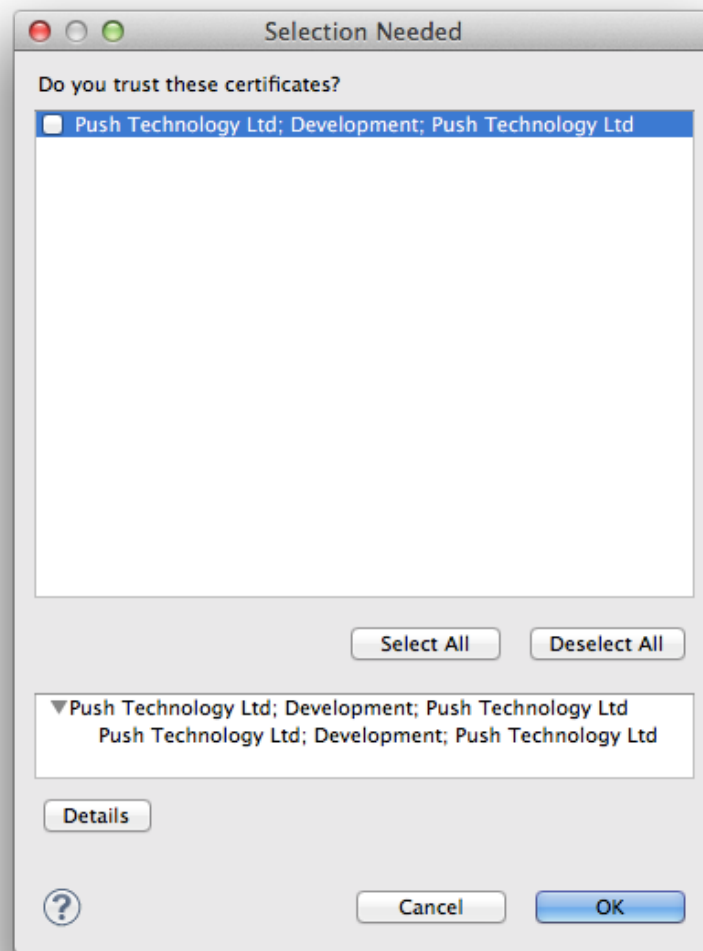 Selection Needed
Do you trust these certificates?
Push Technology Ltd; Development; Push Technology Ltd
Select All
Deselect All
Push Technology Ltd; Development; Push Technology Ltd
Push Technology Ltd; Development; Push Technology Ltd
Details
?
Cancel
OK